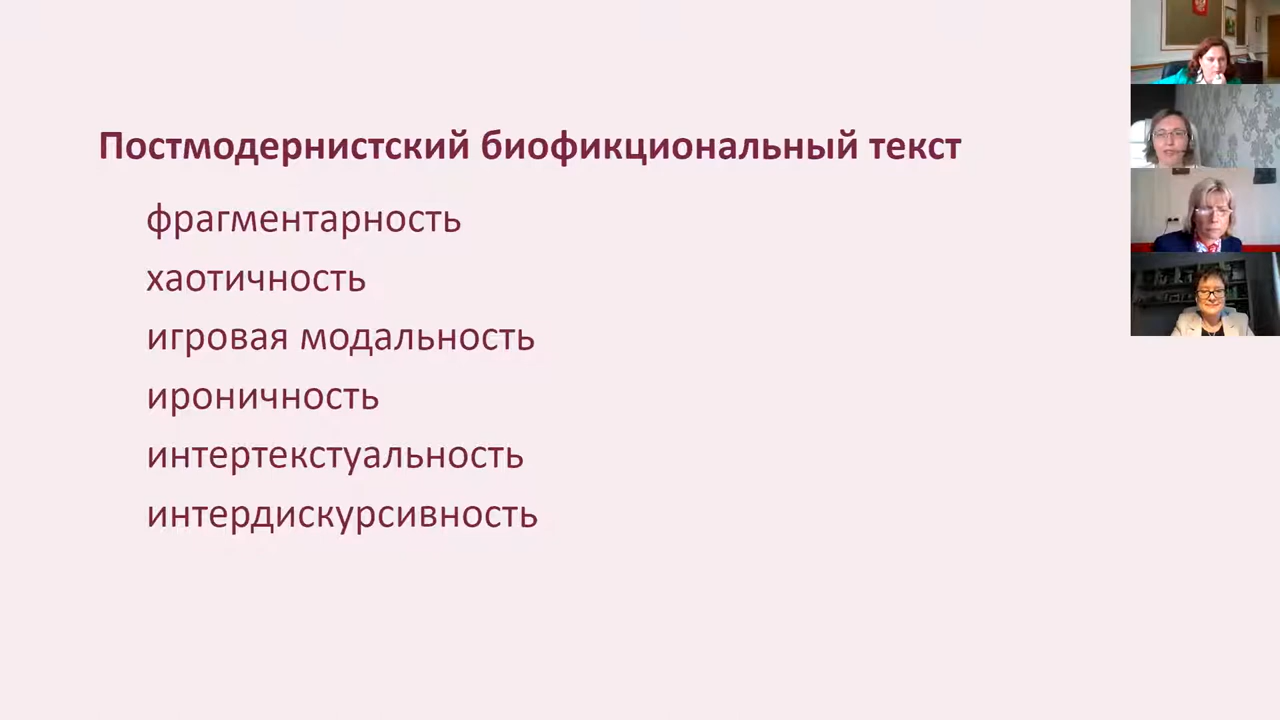 Постмодернистский биофикциональный текст
фрагментарность
хаотичность
игровая модальность
ироничность
интертекстуальность
интердискурсивность